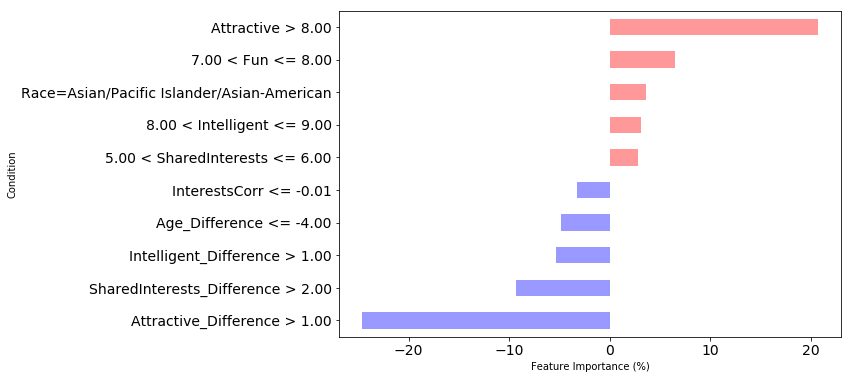 Attractive > 8.00
7.00 < Fun <= 8.00
Race=Asian/Pacific Islander/Asian-American
8.00 < Intelligent <= 9.00
5.00 < SharedInterests <= 6.00
InterestsCorr <= -0.01
Age_Difference <= -4.00
Intelligent_Difference > 1.00
SharedInterests_Difference > 2.00
Attractive_Difference > 1.00
Condition
−20 −10 0 10 20
Feature Importance (%)